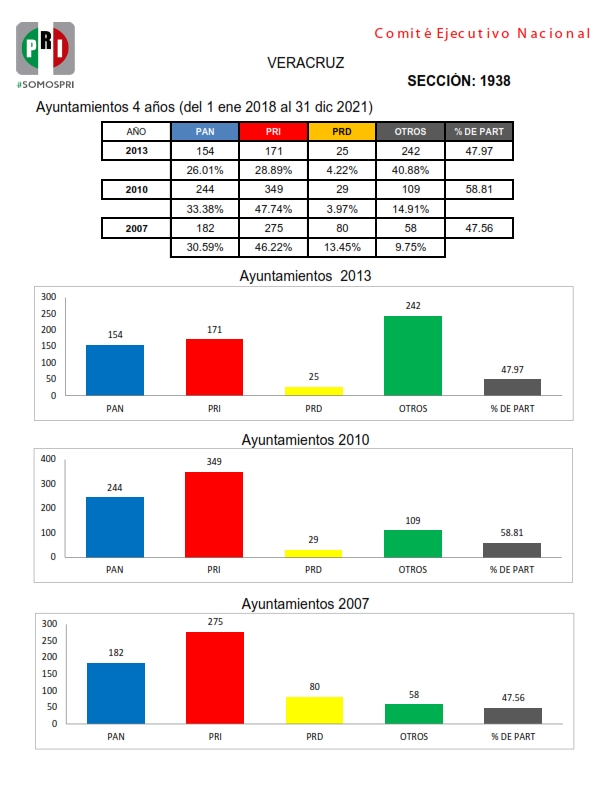 Comité Ejecutivo Nacional
PRI
#SOMOSPRI
VERACRUZ
SECCIÓN: 1938
Ayuntamientos 4 años (del 1 ene 2018 al 31 dic 2021)
AÑO PAN PRI PRD OTROS % DE PART
2013 154 171 25 242 47.97
26.01% 28.89% 4.22% 40.88%
2010 244 349 29 109 58.81
33.38% 47.74% 3.97% 14.91%
2007 182 275 80 58 47.56
30.59% 46.22% 13.45% 9.75%
Ayuntamientos 2013
300
250
200
150
100
50
0
154 171 25 242 47.97
PAN PRI PRD OTROS % DE PART
Ayuntamientos 2010
400
300
200
100
0
244 349 29 109 58.81
PAN PRI PRD OTROS % DE PART
Ayuntamientos 2007
300
250
200
150
100
50
0
182 275 80 58 47.56
PAN PRI PRD OTROS % DE PART